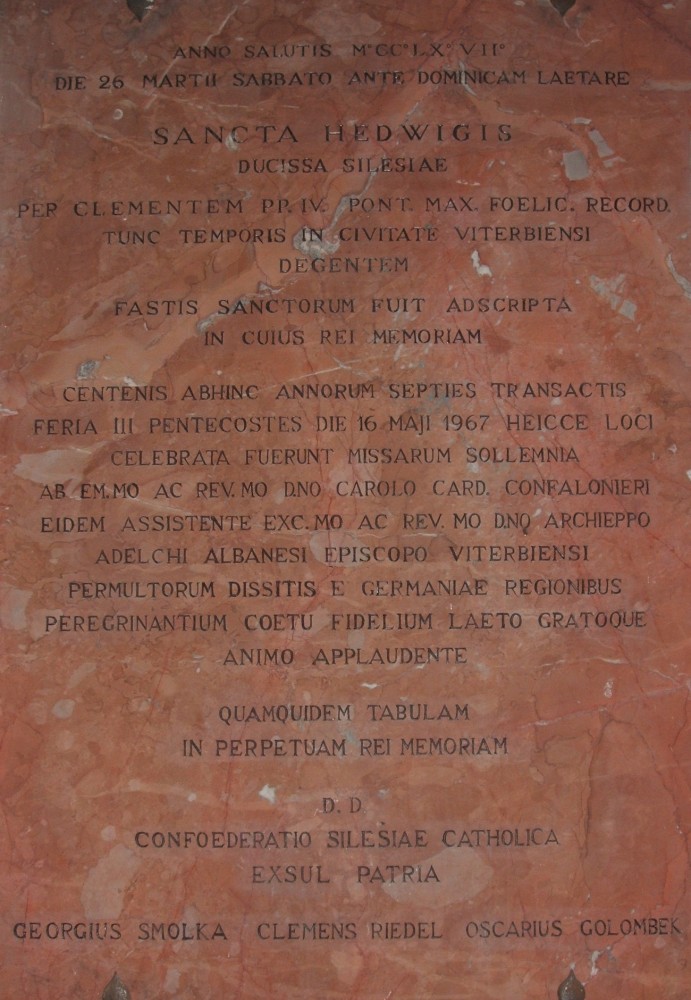 ANNO SALUTIS M°CC°LX°VII°
DIE 26 MARTII SABBATO ANTE DOMINICAM LAETARE
SANCTA HEDWIGIS
DUCISSA SILESIAE
PER CLEMENTEM PP. IV. PONT. MAX. FOELIC. RECORD.
TUNC TEMPORIS IN CIVITATE VITERBIENSI
DEGENTEM
FASTIS SANCTORUM FUIT ADSCRIPTA
IN CUIUS REI MEMORIAM
CENTENIS ABHINC ANNORUM SEPTIES TRANSACTIS
FERIA III PENTECOSTES DIE 16 MAJI 1967 HEICCE LOCI
CELEBRATA FUERUNT MISSARUM SOLLEMNIA
AB EM.MO AC REV.MO D.NO CAROLO CARD. CONFALONIERI
EIDEM ASSISTENTE EXC.MO AC REV.MO D.NO ARCHIEPPO
ADELCHI ALBANESI EPISCOPO VITERBIENSI
PERMULTORUM DISSITIS E GERMANIAE REGIONIBUS
PEREGRINANTIUM COETU FIDELIUM LAETO GRATOQUE
ANIMO APPLAUDENTE
QUAMQUIDEM TABULAM
IN PERPETUAM REI MEMORIAM
D. D.
CONFOEDERATIO SILESIAE CATHOLICA
EXSUL PATRIA
GEORGIUS SMOLKA CLEMENS RIEDEL OSCARIUS GOLOMBEK